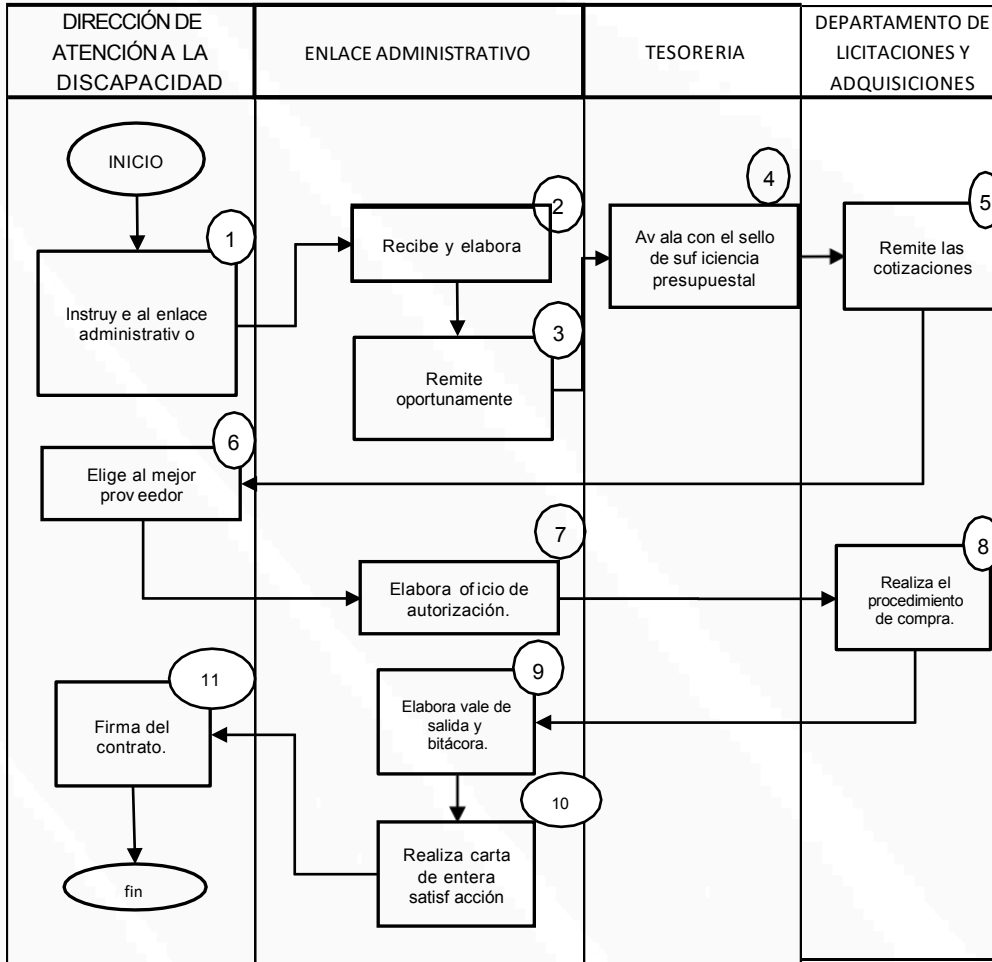 DIRECCIÓN DE
ATENCIÓN A LA
DISCAPACIDAD
ENLACE ADMINISTRATIVO
TESORERIA
DEPARTAMENTO DE
LICITACIONES Y
ADQUISICIONES
INICIO
1
Instruy e al enlace
administrativ o
2
Recibe y elabora
3
Remite
oportunamente
4
Av ala con el sello
de suf iciencia
presupuestal
5
Remite las
cotizaciones
6
Elige al mejor
prov eedor
7
Elabora of icio de
autorización.
8
Realiza el
procedimiento
de compra.
9
Elabora vale de
salida y
bitácora.
10
Realiza carta
de entera
satisf acción
11
Firma del
contrato.
fin